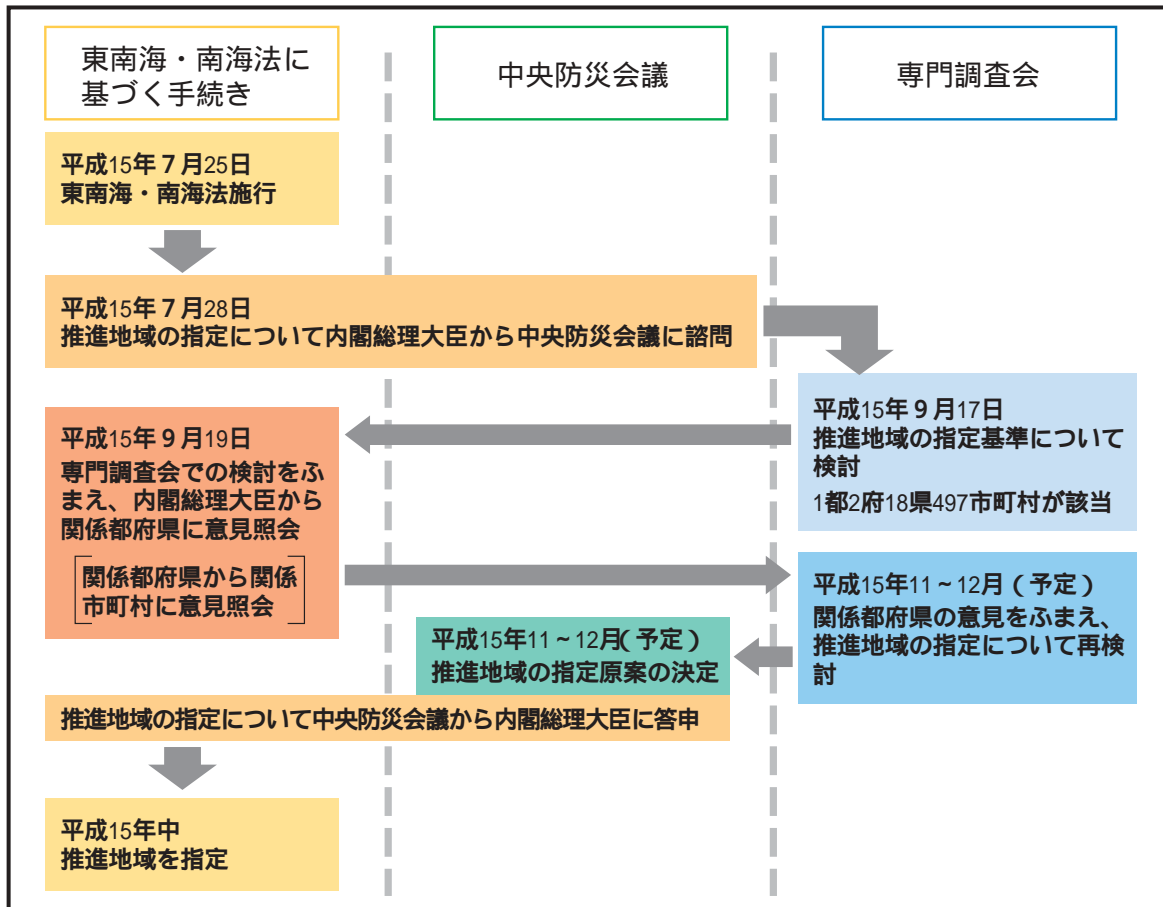 東南海・南海法に
基づく手続き
中央防災会議
専門調査会
平成15年7月25日
東南海・南海法施行
平成15年7月28日
推進地域の指定について内閣総理大臣から中央防災会議に諮問
平成15年9月17日
推進地域の指定基準について
検討
1都2府18県497市町村が該当
平成15年9月19日
専門調査会での検討をふ
まえ、内閣総理大臣から
関係都府県に意見照会
[関係都府県から関係
市町村に意見照会]
平成15年11~12月(予定)
関係都府県の意見をふまえ、
推進地域の指定について再検
討
平成15年11~12月(予定)
推進地域の指定原案の決定
推進地域の指定について中央防災会議から内閣総理大臣に答申
平成15年中
推進地域を指定